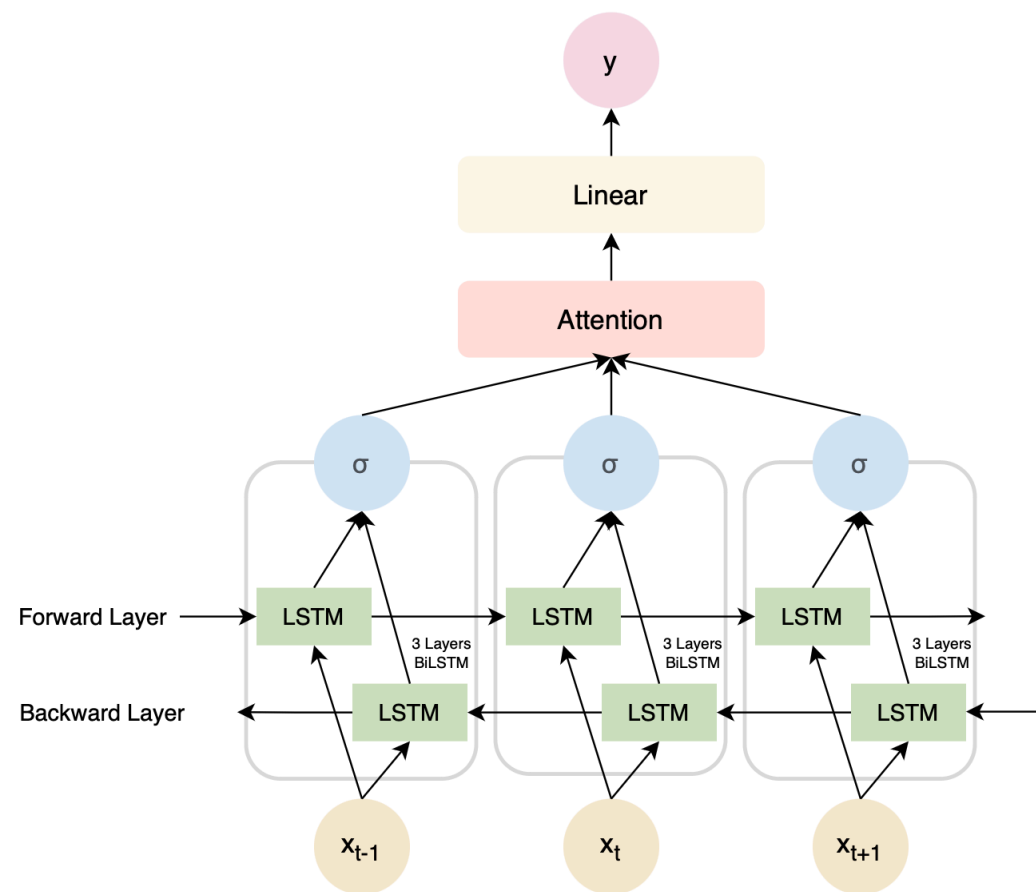 y
Linear
Attention
σ σ σ
Forward Layer LSTM LSTM LSTM
3 Layers BiLSTM 3 Layers BiLSTM 3 Layers BiLSTM
Backward Layer LSTM LSTM LSTM
xt-1 xt xt+1